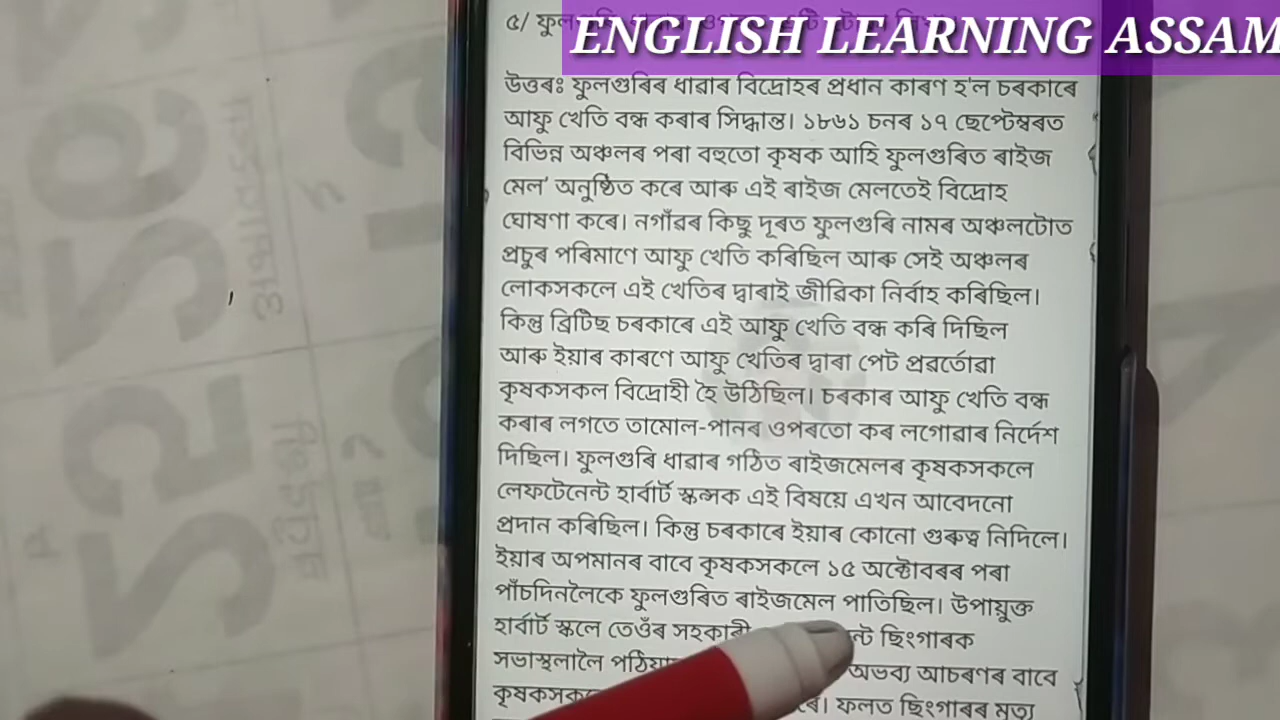 ENGLISH LEARNING ASSAM
৫/
উত্তৰঃ ফুলগুৰিৰ ধাৱাৰ বিদ্ৰোহৰ প্ৰধান কাৰণ হ'ল চৰকাৰে
আফু খেতি বন্ধ কৰাৰ সিদ্ধান্ত। ১৮৬১ চনৰ ১৭ ছেপ্টেম্বৰত
বিভিন্ন অঞ্চলৰ পৰা বহুতো কৃষক আহি ফুলগুৰিত ৰাইজ
মেল' অনুষ্ঠিত কৰে আৰু এই ৰাইজ মেলতেই বিদ্ৰোহ
ঘোষণা কৰে। নগাঁৱৰ কিছু দূৰত ফুলগুৰি নামৰ অঞ্চলটোত
প্ৰচুৰ পৰিমাণে আফু খেতি কৰিছিল আৰু সেই অঞ্চলৰ
লোকসকলে এই খেতিৰ দ্বাৰাই জীৱিকা নিৰ্বাহ কৰিছিল।
কিন্তু ব্ৰিটিছ চৰকাৰে এই আফু খেতি বন্ধ কৰি দিছিল
আৰু ইয়াৰ কাৰণে আফু খেতিৰ দ্বাৰা পেট প্ৰৱৰ্তোৱা
কৃষকসকল বিদ্ৰোহী হৈ উঠিছিল। চৰকাৰ আফু খেতি বন্ধ
কৰাৰ লগতে তামোল-পানৰ ওপৰতো কৰ লগোৱাৰ নিৰ্দেশ
দিছিল। ফুলগুৰি ধাৱাৰ গঠিত ৰাইজমেলৰ কৃষকসকলে
লেফটেনেন্ট হাৰ্বাৰ্ট স্কন্সক এই বিষয়ে এখন আবেদনো
প্ৰদান কৰিছিল। কিন্তু চৰকাৰে ইয়াৰ কোনো গুৰুত্ব নিদিলে।
ইয়াৰ অপমানৰ বাবে কৃষকসকলে ১৫ অক্টোবৰৰ পৰা
পাঁচদিনলৈকে ফুলগুৰিত ৰাইজমেল পাতিছিল। উপায়ুক্ত
হাৰ্বাৰ্ট স্কলে তেওঁৰ সহকাৰী ছিংগাৰক
সভাস্থলালৈ অভব্য আচৰণৰ বাবে
ফলত ছিংগাৰৰ মৃত্যু